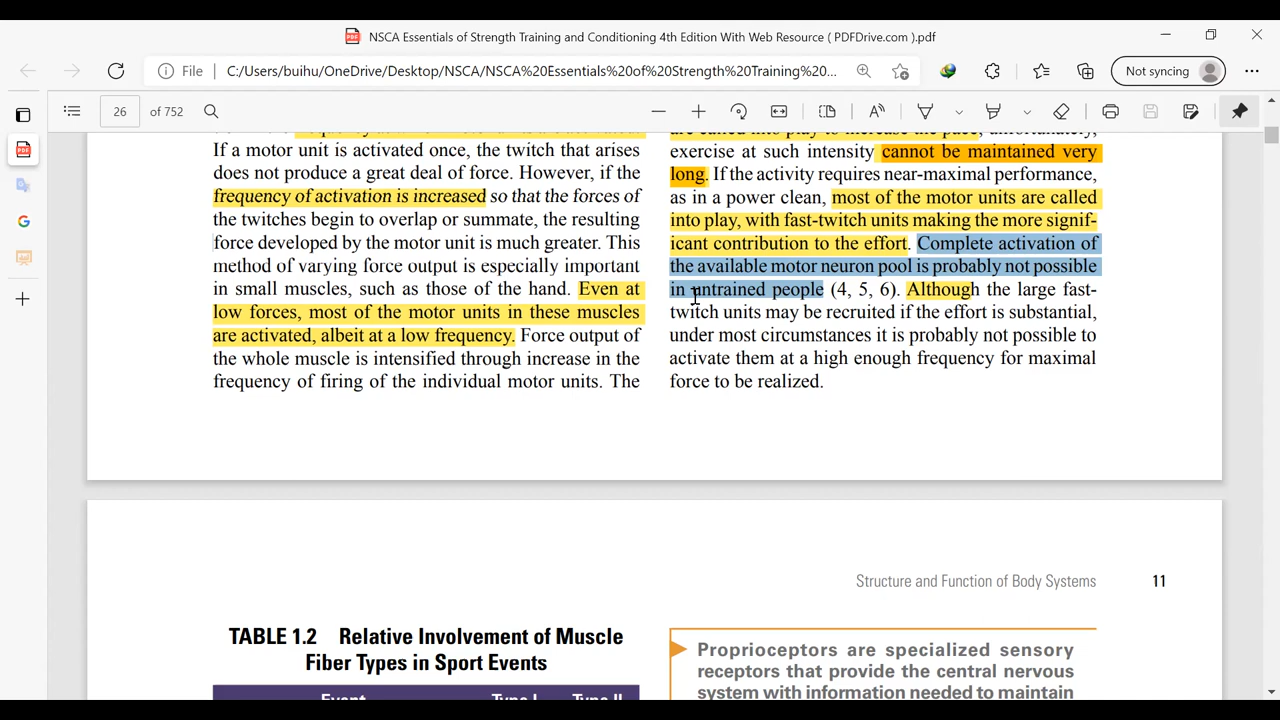 NSCA Essentials of Strength Training and Conditioning 4th Edition With Web Resource ( PDFDrive.com ).pdf
File C:/Users/buihu/OneDrive/Desktop/NSCA/NSCA%20Essentials%20of%20Strength%20Training%20... Not syncing
26 of 752
If a motor unit is activated once, the twitch that arises
does not produce a great deal of force. However, if the
frequency of activation is increased so that the forces of
the twitches begin to overlap or summate, the resulting
force developed by the motor unit is much greater. This
method of varying force output is especially important
in small muscles, such as those of the hand. Even at
low forces, most of the motor units in these muscles
are activated, albeit at a low frequency. Force output of
the whole muscle is intensified through increase in the
frequency of firing of the individual motor units. The
are called into play to increase the pace; unfortunately,
exercise at such intensity cannot be maintained very
long. If the activity requires near-maximal performance,
as in a power clean, most of the motor units are called
into play, with fast-twitch units making the more signif-
icant contribution to the effort. Complete activation of
the available motor neuron pool is probably not possible
in untrained people (4, 5, 6). Although the large fast-
twitch units may be recruited if the effort is substantial,
under most circumstances it is probably not possible to
activate them at a high enough frequency for maximal
force to be realized.
Structure and Function of Body Systems 11
TABLE 1.2 Relative Involvement of Muscle
Fiber Types in Sport Events
Event Type I Type II
Proprioceptors are specialized sensory
receptors that provide the central nervous
system with information needed to maintain